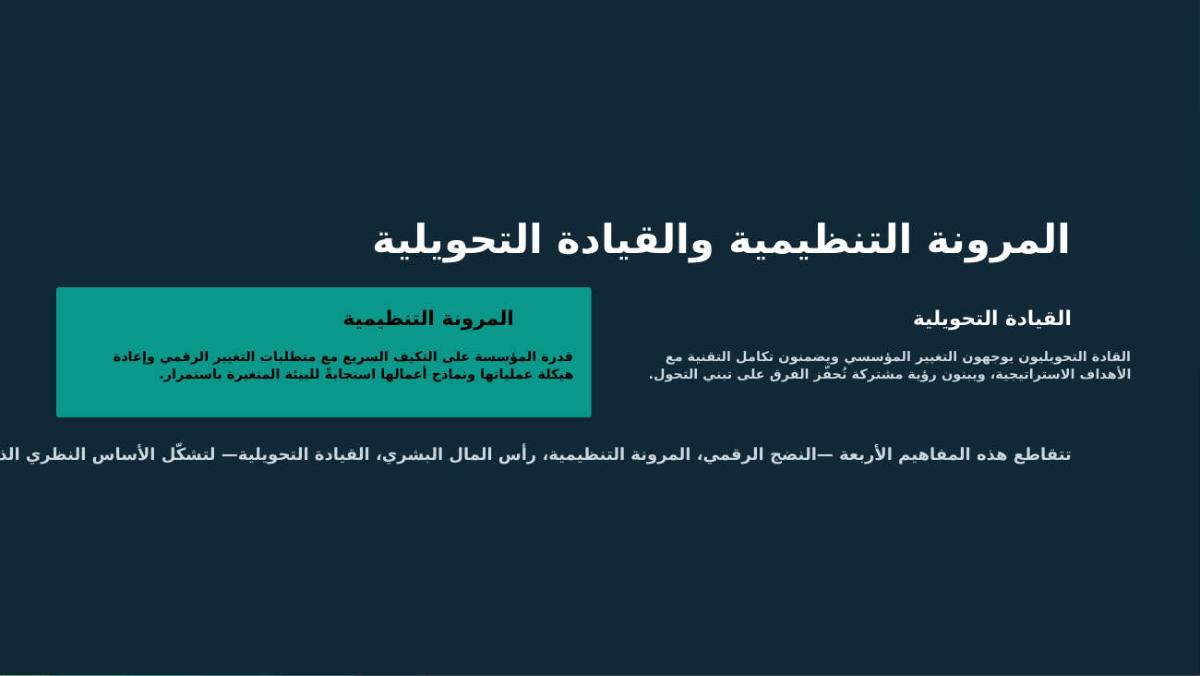 المرونة التنظيمية والقيادة التحويلية
القيادة التحويلية
القادة التحويليون يوجهون التغيير المؤسسي ويضمنون تكامل التقنية مع
الأهداف الاستراتيجية، ويبنون رؤية مشتركة تُحفّز الفرق على تبني التحول.
المرونة التنظيمية
قدرة المؤسسة على التكيف السريع مع متطلبات التغيير الرقمي وإعادة
هيكلة عملياتها ونماذج أعمالها استجابةً للبيئة المتغيرة باستمرار.
تتقاطع هذه المفاهيم الأربعة —النضج الرقمي، المرونة التنظيمية، رأس المال البشري، القيادة التحويلية— لتشكّل الأساس النظري